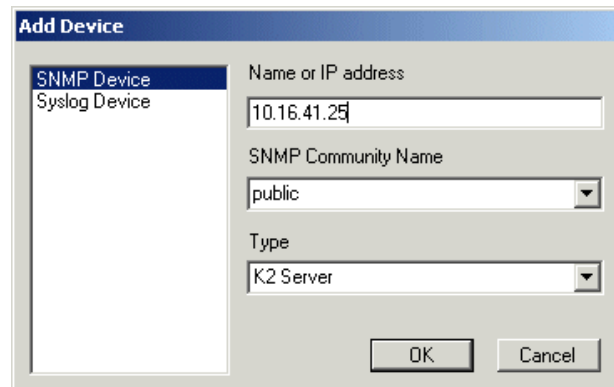 Add Device
SNMP Device
Syslog Device
Name or IP address
10.16.41.25
SNMP Community Name
public
Type
K2 Server
OK
Cancel